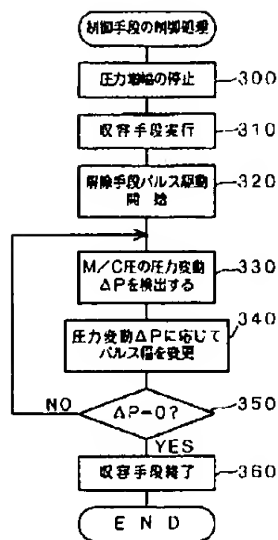 制御手段の制御処理
圧力増幅の停止
300
収容手段実行
310
解除手段パルス駆動
開始
320
M/C圧の圧力変動
ΔPを検出する
330
340
圧力変動ΔPに応じて
パルス幅を変更
ΔP=0?
350
NO
YES
収容手段終了
360
END